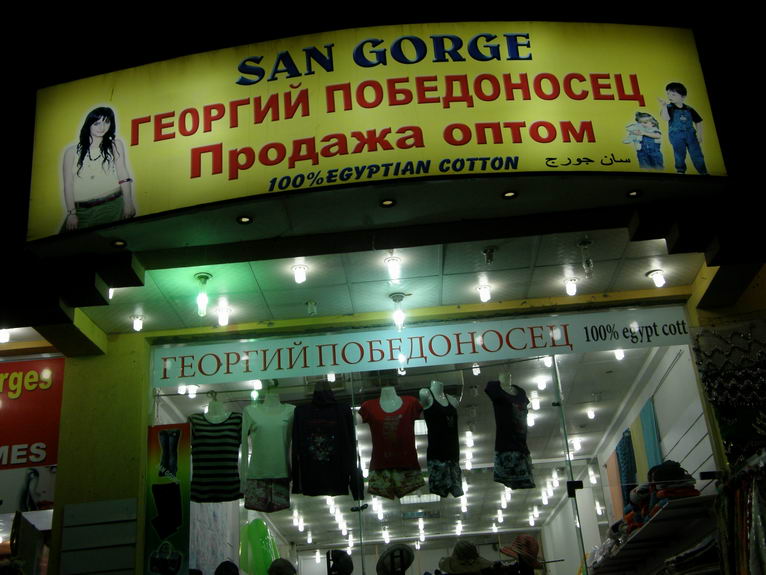 SAN GORGE
ГЕОРГИЙ ПОБЕДОНОСЕЦ
Продажа оптом
100% EGYPTIAN COTTON
سان جورج
ГЕОРГИЙ ПОБЕДОНОСЕЦ 100% egypt cott
rges
MES